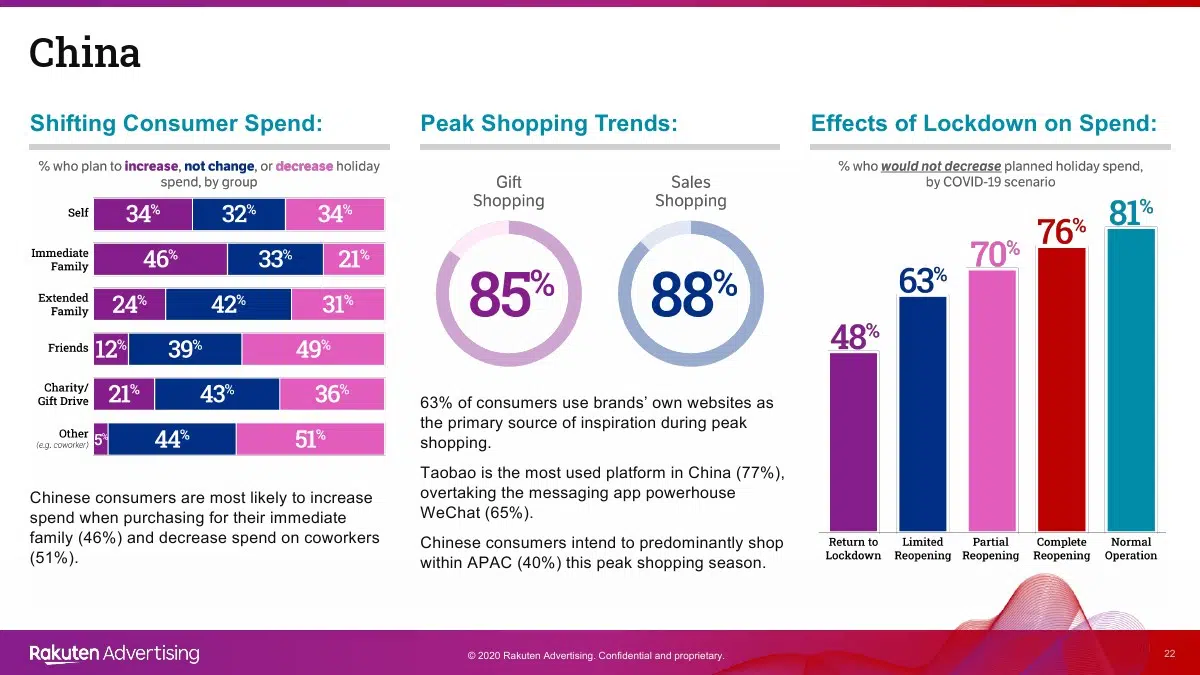 China
Shifting Consumer Spend:
% who plan to increase, not change, or decrease holiday
spend, by group
Self
34%
32%
34%
Immediate
Family
46%
33%
21%
Extended
Family
24%
42%
31%
Friends
12%
39%
49%
Charity/
Gift Drive
21%
43%
36%
Other
(e.g. coworker)
5%
44%
51%
Chinese consumers are most likely to increase
spend when purchasing for their immediate
family (46%) and decrease spend on coworkers
(51%).
Peak Shopping Trends:
Gift
Shopping
85%
Sales
Shopping
88%
63% of consumers use brands’ own websites as
the primary source of inspiration during peak
shopping.
Taobao is the most used platform in China (77%),
overtaking the messaging app powerhouse
WeChat (65%).
Chinese consumers intend to predominantly shop
within APAC (40%) this peak shopping season.
Effects of Lockdown on Spend:
% who would not decrease planned holiday spend,
by COVID-19 scenario
48%
63%
70%
76%
81%
Return to
Lockdown
Limited
Reopening
Partial
Reopening
Complete
Reopening
Normal
Operation
Rakuten Advertising
© 2020 Rakuten Advertising. Confidential and proprietary.
22